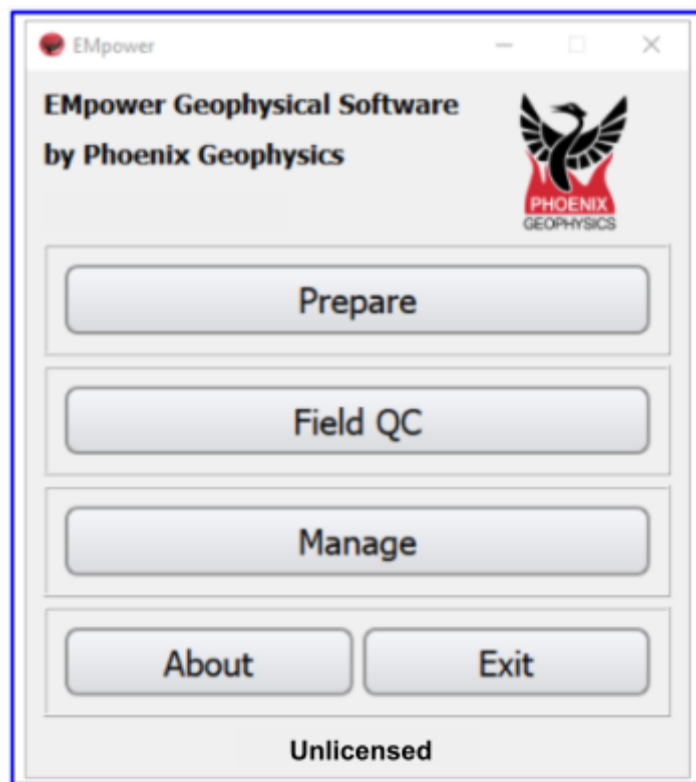 EMpower
EMpower Geophysical Software
by Phoenix Geophysics
PHOENIX
GEOPHYSICS
Prepare
Field QC
Manage
About Exit
Unlicensed